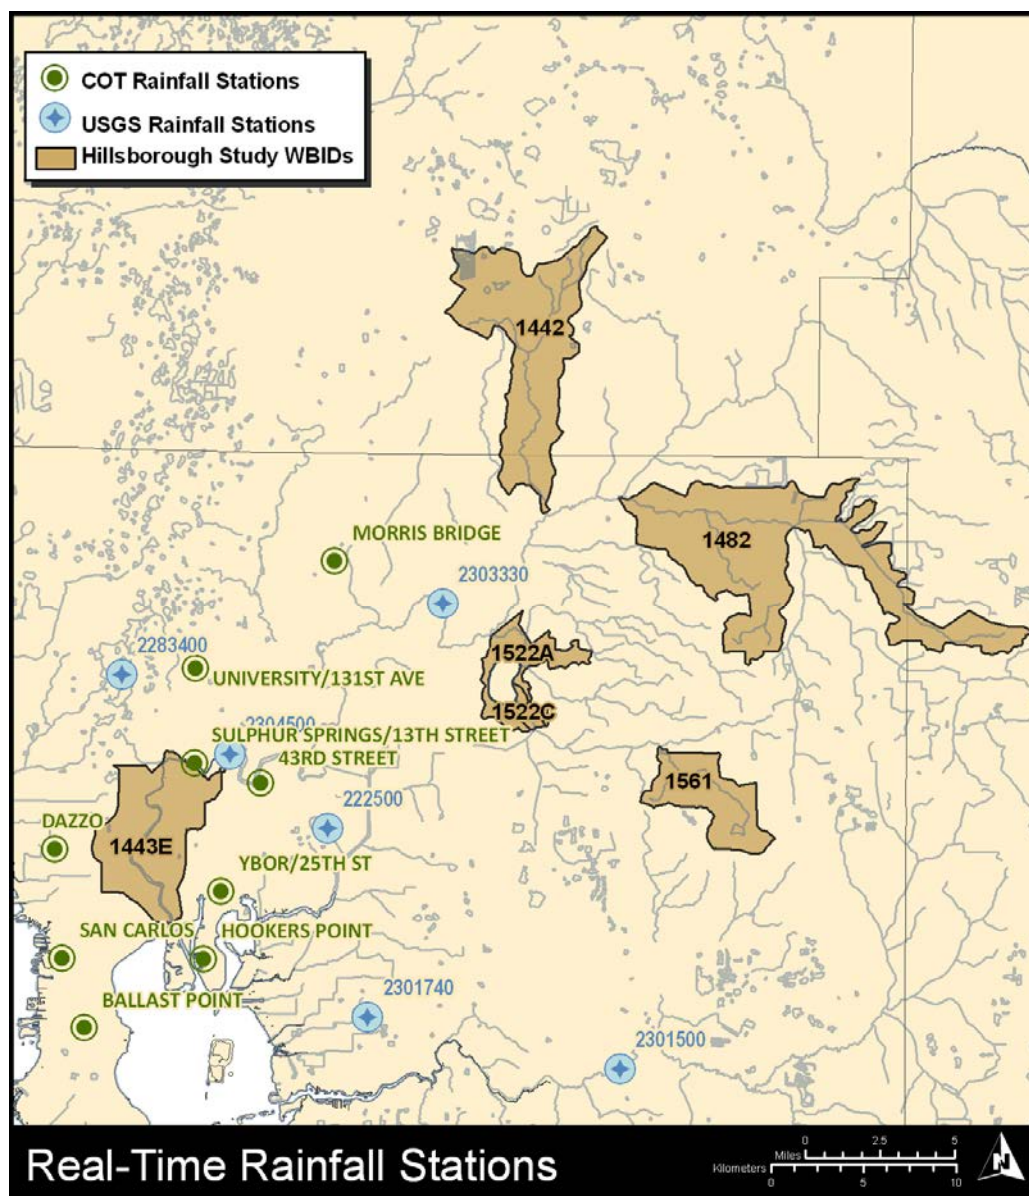 COT Rainfall Stations
USGS Rainfall Stations
Hillsborough Study WBIDs
1442
1482
MORRIS BRIDGE
2303330
1522A
2283400
UNIVERSITY/131ST AVE
1522C
2304500
SULPHUR SPRINGS/13TH STREET
43RD STREET
1561
222500
DAZZO
1443E
YBOR/25TH ST
SAN CARLOS
HOOKERS POINT
2301740
BALLAST POINT
2301500
Real-Time Rainfall Stations
0 2.5 5
Miles
Kilometers
0 5 10
N